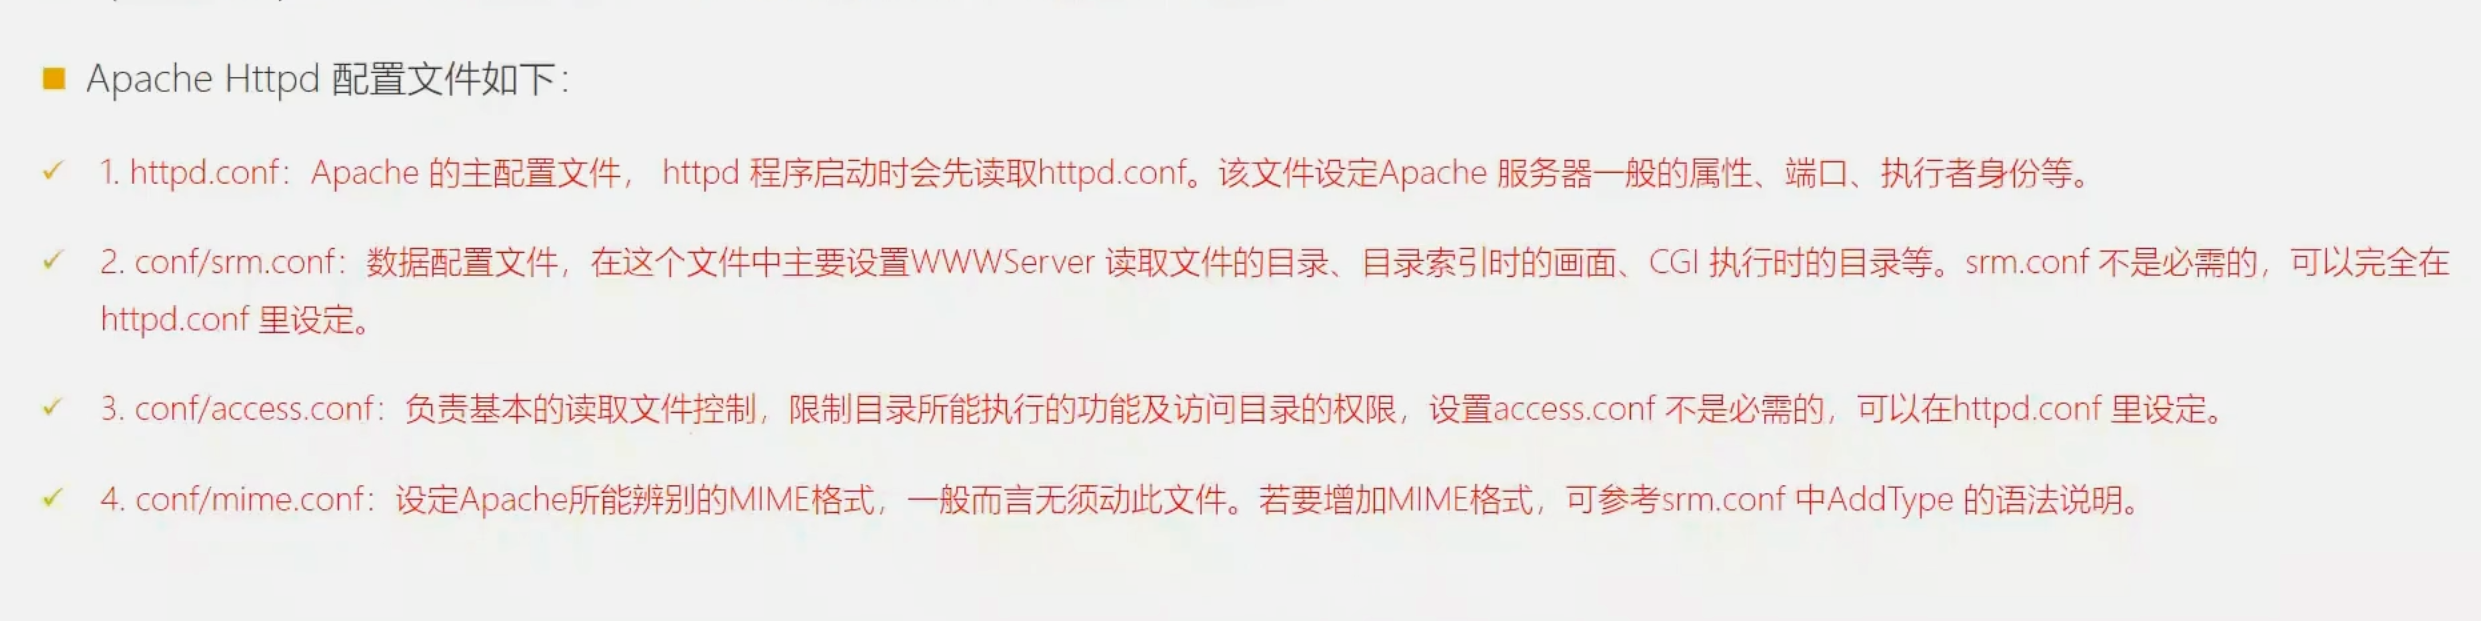 Apache Httpd 配置文件如下：
1. httpd.conf：Apache 的主配置文件， httpd 程序启动时会先读取httpd.conf。该文件设定Apache 服务器一般的属性、端口、执行者身份等。
2. conf/srm.conf：数据配置文件，在这个文件中主要设置WWWServer 读取文件的目录、目录索引时的画面、CGI 执行时的目录等。srm.conf 不是必需的，可以完全在
httpd.conf 里设定。
3. conf/access.conf：负责基本的读取文件控制，限制目录所能执行的功能及访问目录的权限，设置access.conf 不是必需的，可以在httpd.conf 里设定。
4. conf/mime.conf：设定Apache所能辨别的MIME格式，一般而言无须动此文件。若要增加MIME格式，可参考srm.conf 中AddType 的语法说明。